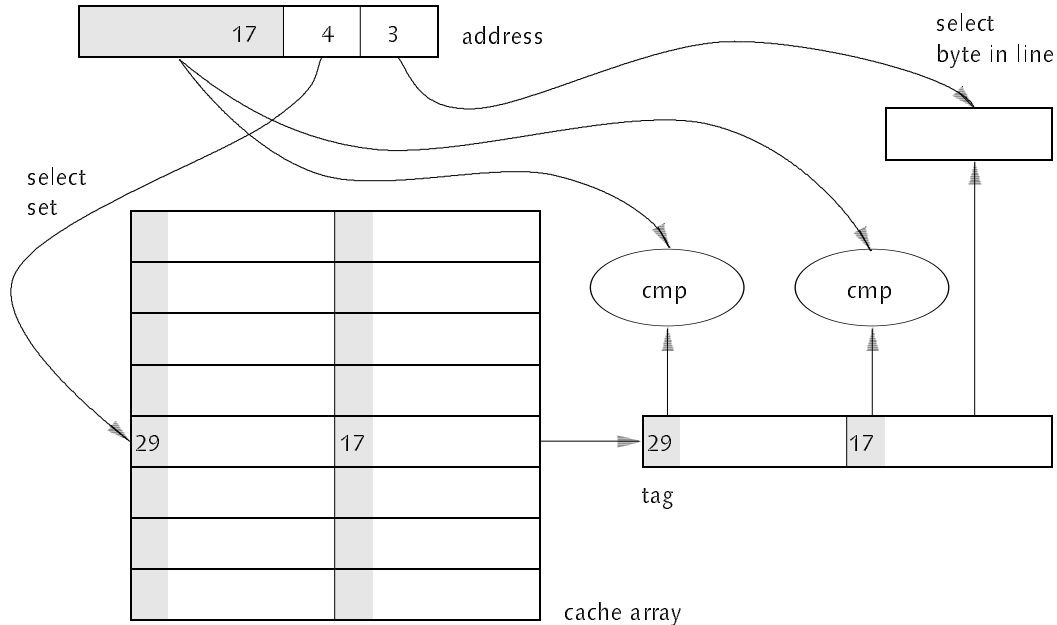 17 4 3 address
select
byte in line
select
set
cmp cmp
29 17 29 17
tag
cache array